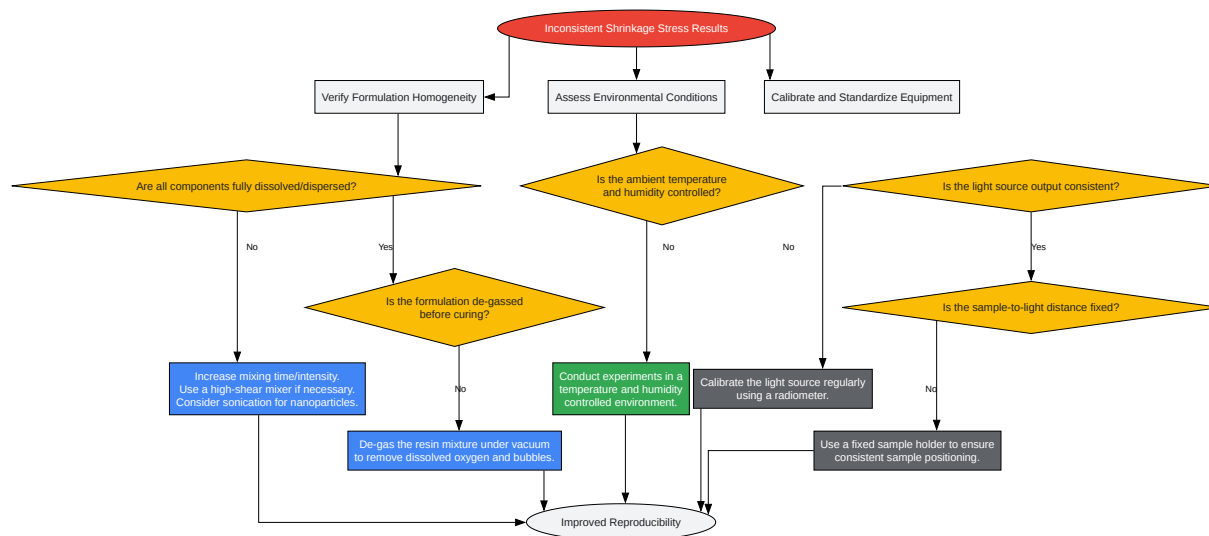 Inconsistent Shrinkage Stress Results
Verify Formulation Homogeneity
Assess Environmental Conditions
Calibrate and Standardize Equipment
Are all components fully dissolved/dispersed?
Is the ambient temperature
and humidity controlled?
Is the light source output consistent?
No
Yes
No
No
Yes
Is the formulation de-gassed
before curing?
Is the sample-to-light distance fixed?
Increase mixing time/intensity.
Use a high-shear mixer if necessary.
Consider sonication for nanoparticles.
No
Conduct experiments in a
temperature and humidity
controlled environment.
Calibrate the light source regularly
using a radiometer.
No
De-gas the resin mixture under vacuum
to remove dissolved oxygen and bubbles.
Use a fixed sample holder to ensure
consistent sample positioning.
Improved Reproducibility